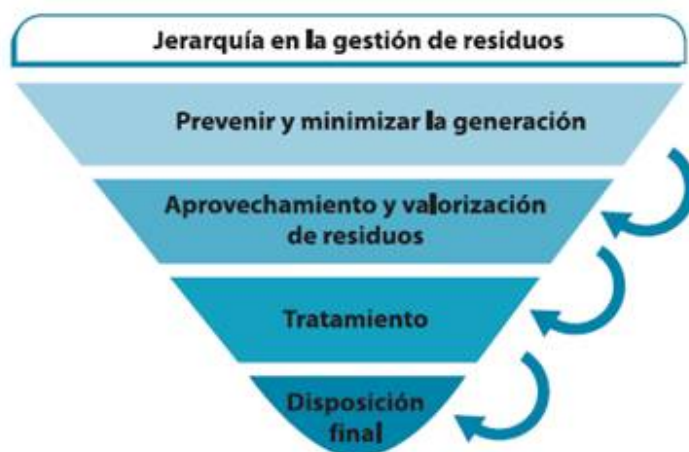 Jerarquía en la gestión de residuos
Prevenir y minimizar la generación
Aprovechamiento y valorización
de residuos
Tratamiento
Disposición
final